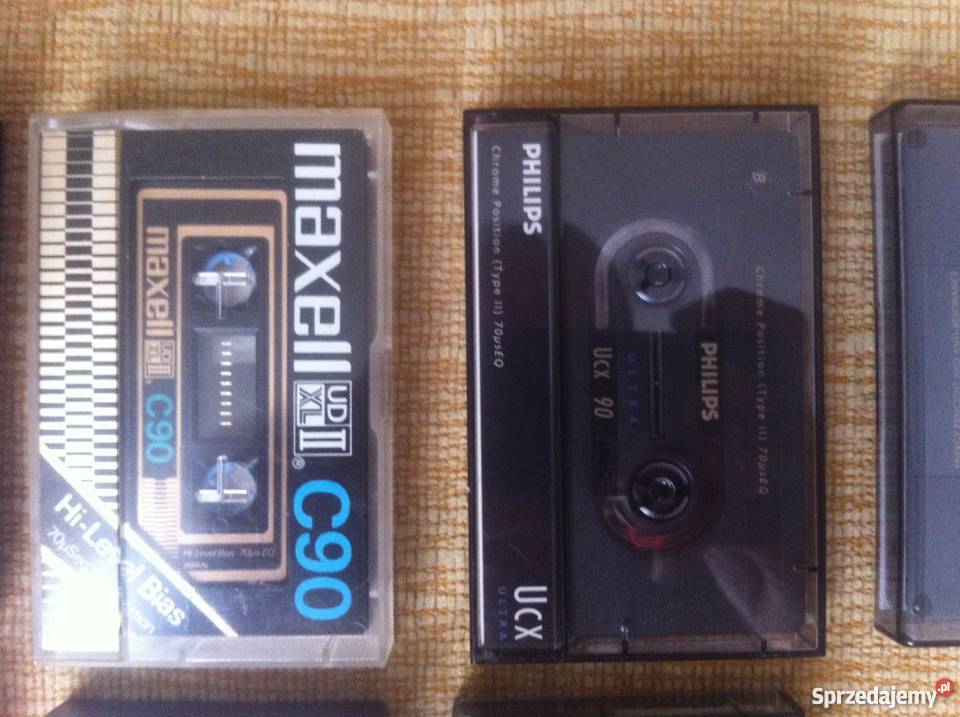 maxell UD XL II® C90
maxell UD XL II® C90
Hi-Level Bias 70μs EQ
JAPAN
Hi-Level Bias
70μSec
PHILIPS UCX
ULTRA
Chrome Position (Type II) 70μsEQ
B
Chrome Position (Type II) 70μsEQ
PHILIPS
ULTRA
UCX 90
Sprzedajemy.pl